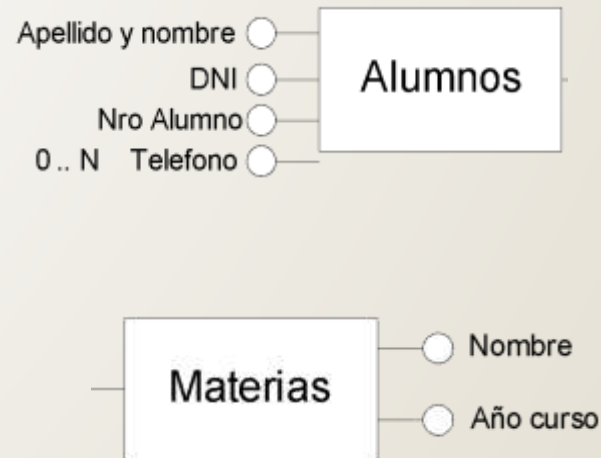 Apellido y nombre
DNI
Nro Alumno
0 .. N Telefono
Alumnos
Materias
Nombre
Año curso